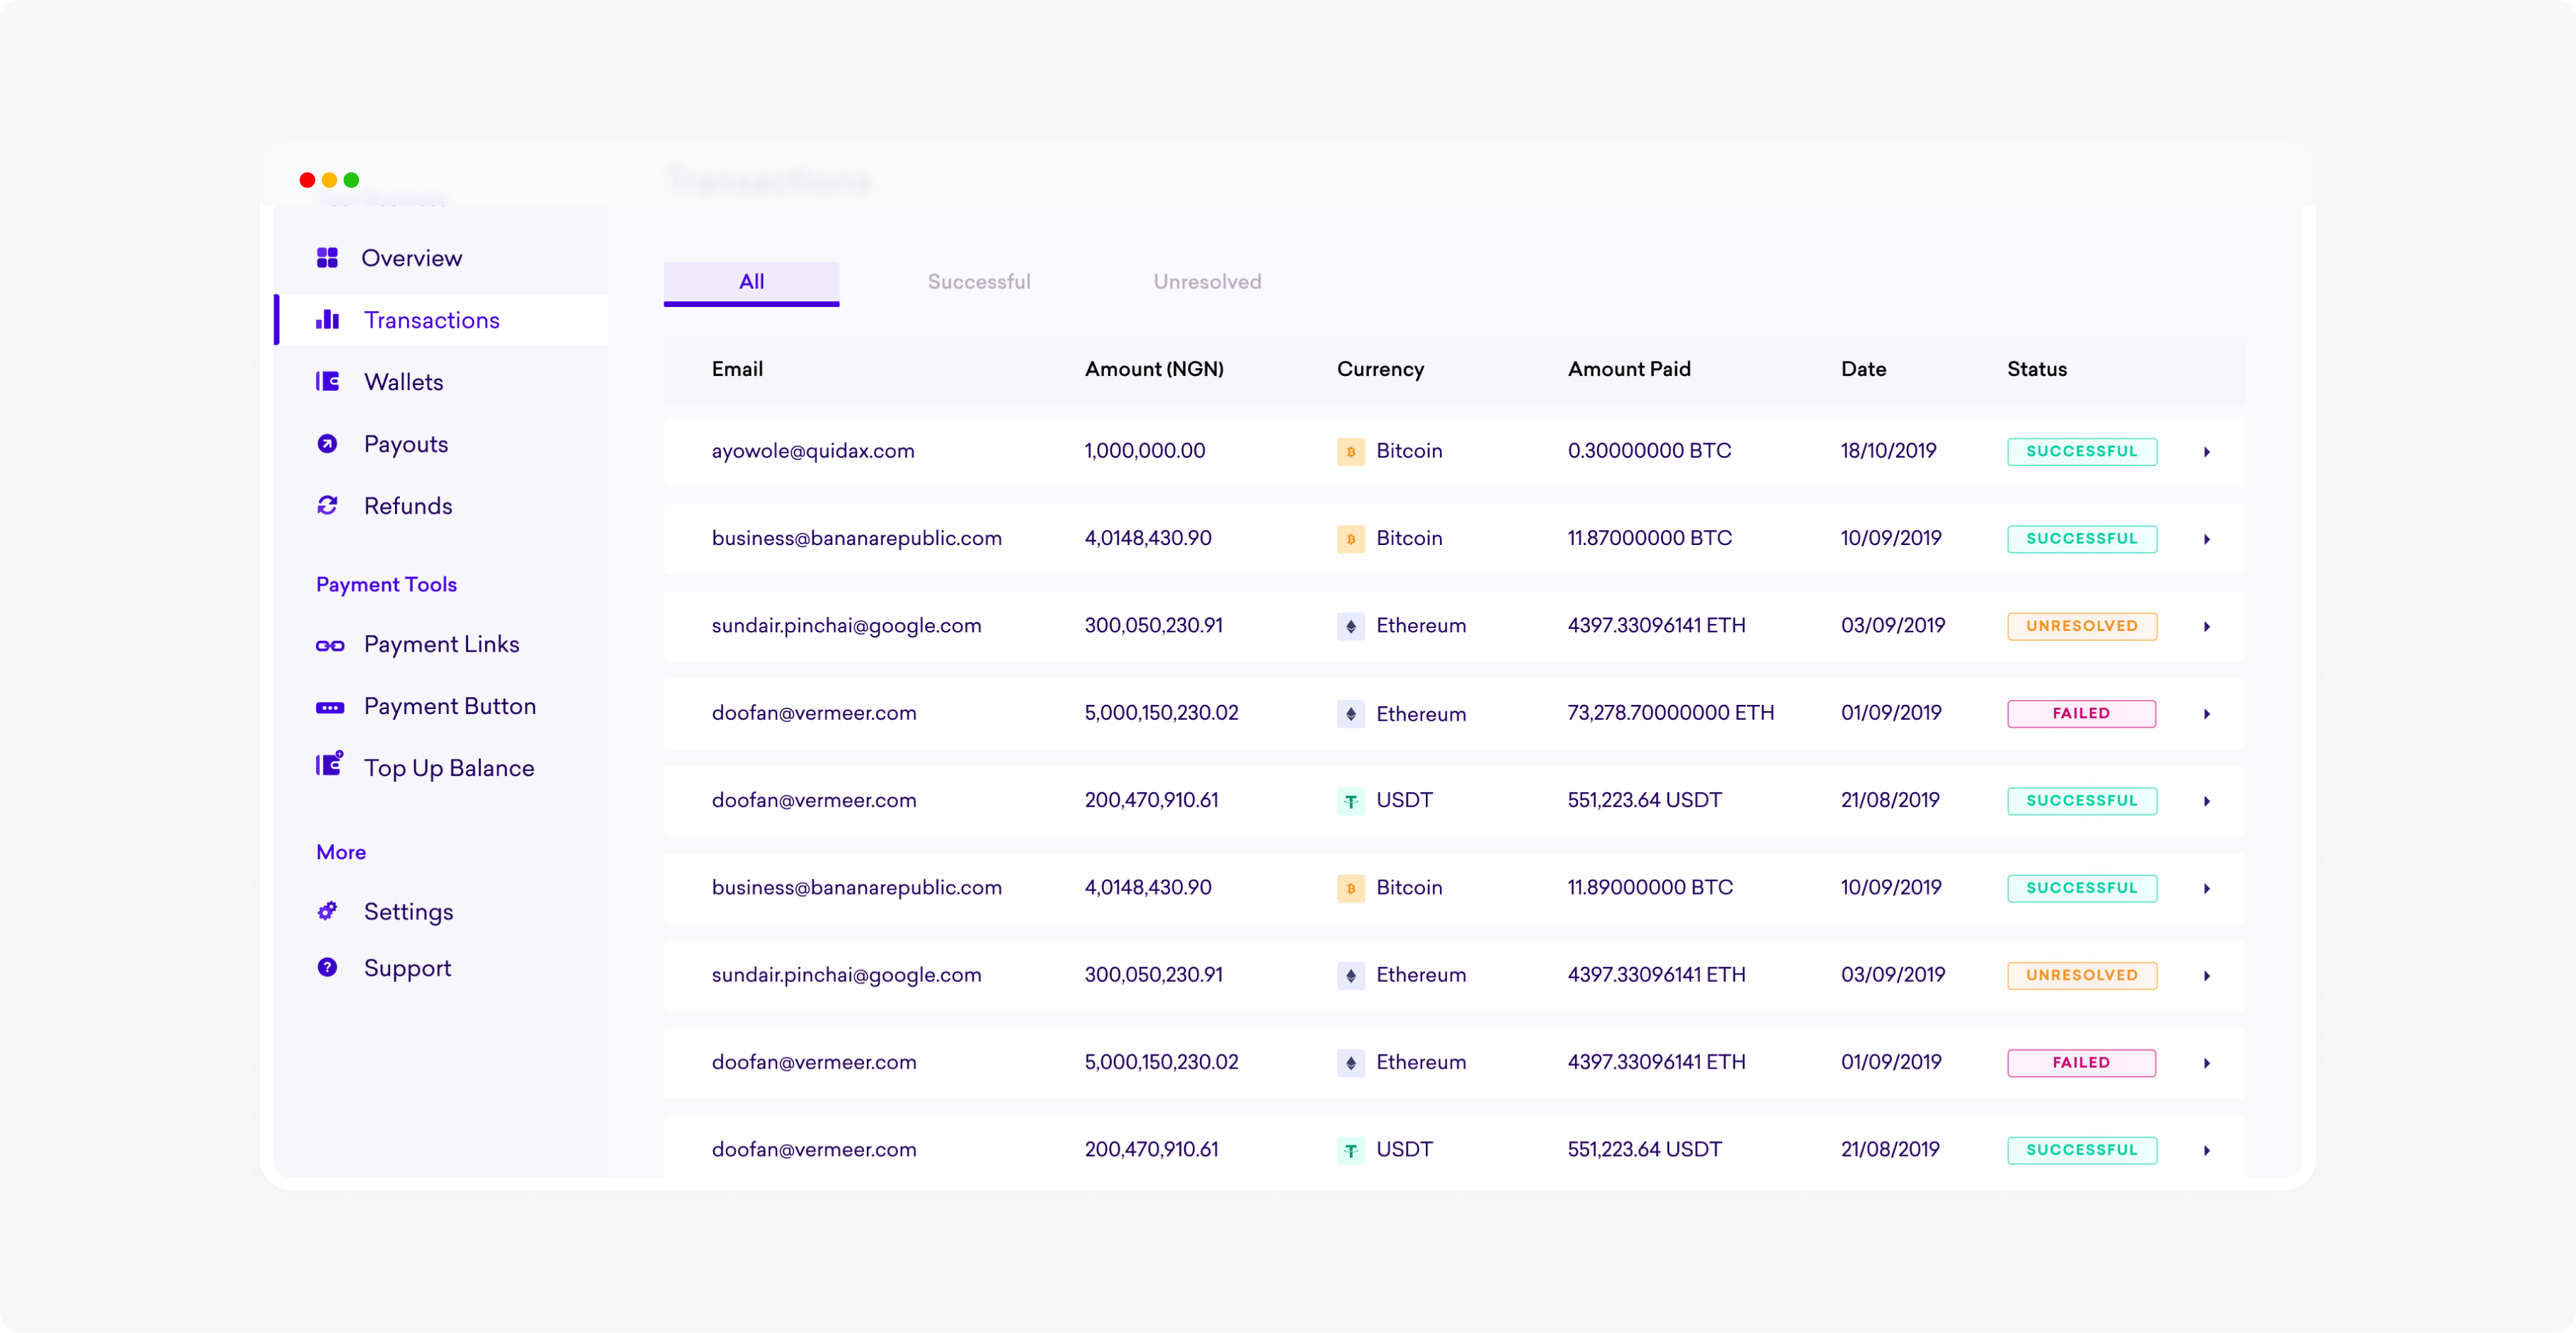 Transactions
Overview
Transactions
Wallets
Payouts
Refunds
Payment Tools
Payment Links
Payment Button
Top Up Balance
More
Settings
Support
All Successful Unresolved
Email Amount (NGN) Currency Amount Paid Date Status
ayowole@quidax.com 1,000,000.00 Bitcoin 0.30000000 BTC 18/10/2019 SUCCESSFUL
business@bananarepublic.com 4,0148,430.90 Bitcoin 11.87000000 BTC 10/09/2019 SUCCESSFUL
sundair.pinchai@google.com 300,050,230.91 Ethereum 4397.33096141 ETH 03/09/2019 UNRESOLVED
doofan@vermeer.com 5,000,150,230.02 Ethereum 73,278.70000000 ETH 01/09/2019 FAILED
doofan@vermeer.com 200,470,910.61 USDT 551,223.64 USDT 21/08/2019 SUCCESSFUL
business@bananarepublic.com 4,0148,430.90 Bitcoin 11.89000000 BTC 10/09/2019 SUCCESSFUL
sundair.pinchai@google.com 300,050,230.91 Ethereum 4397.33096141 ETH 03/09/2019 UNRESOLVED
doofan@vermeer.com 5,000,150,230.02 Ethereum 4397.33096141 ETH 01/09/2019 FAILED
doofan@vermeer.com 200,470,910.61 USDT 551,223.64 USDT 21/08/2019 SUCCESSFUL